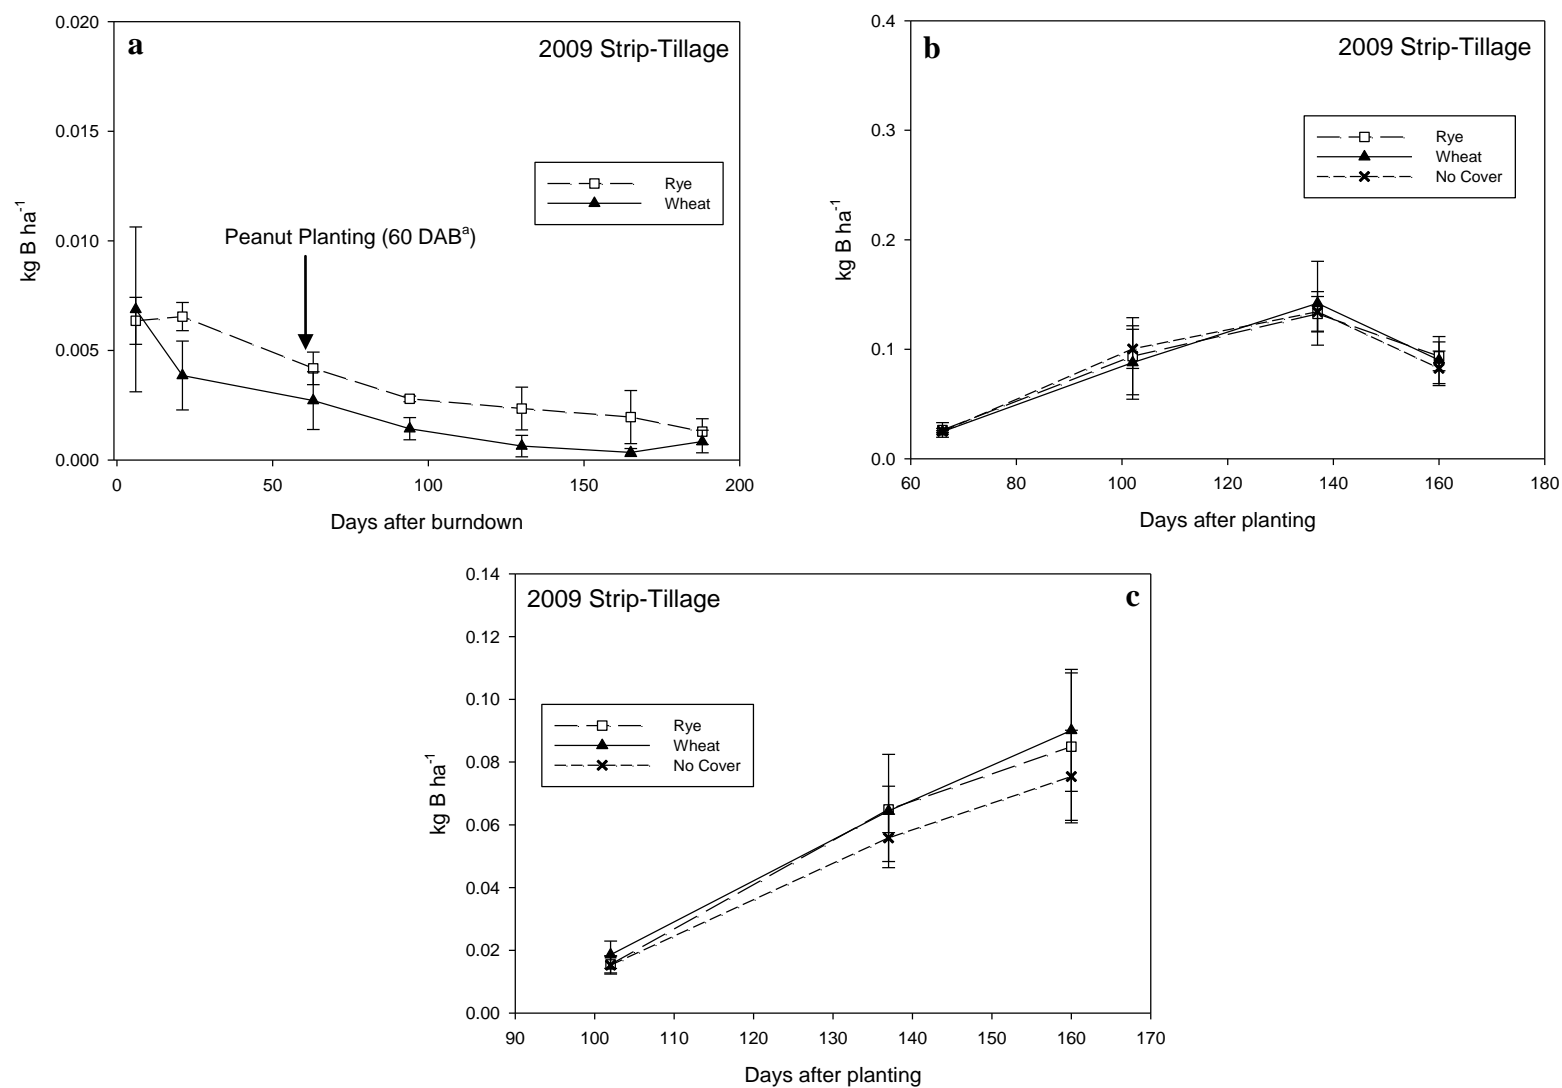 a
2009 Strip-Tillage
0.020
0.015
0.010
0.005
0.000
kg B ha-1
Rye
Wheat
Peanut Planting (60 DABa)
0 50 100 150 200
Days after burndown
b
2009 Strip-Tillage
0.4
0.3
0.2
0.1
0.0
kg B ha-1
Rye
Wheat
No Cover
60 80 100 120 140 160 180
Days after planting
2009 Strip-Tillage
c
0.14
0.12
0.10
0.08
0.06
0.04
0.02
0.00
kg B ha-1
Rye
Wheat
No Cover
90 100 110 120 130 140 150 160 170
Days after planting